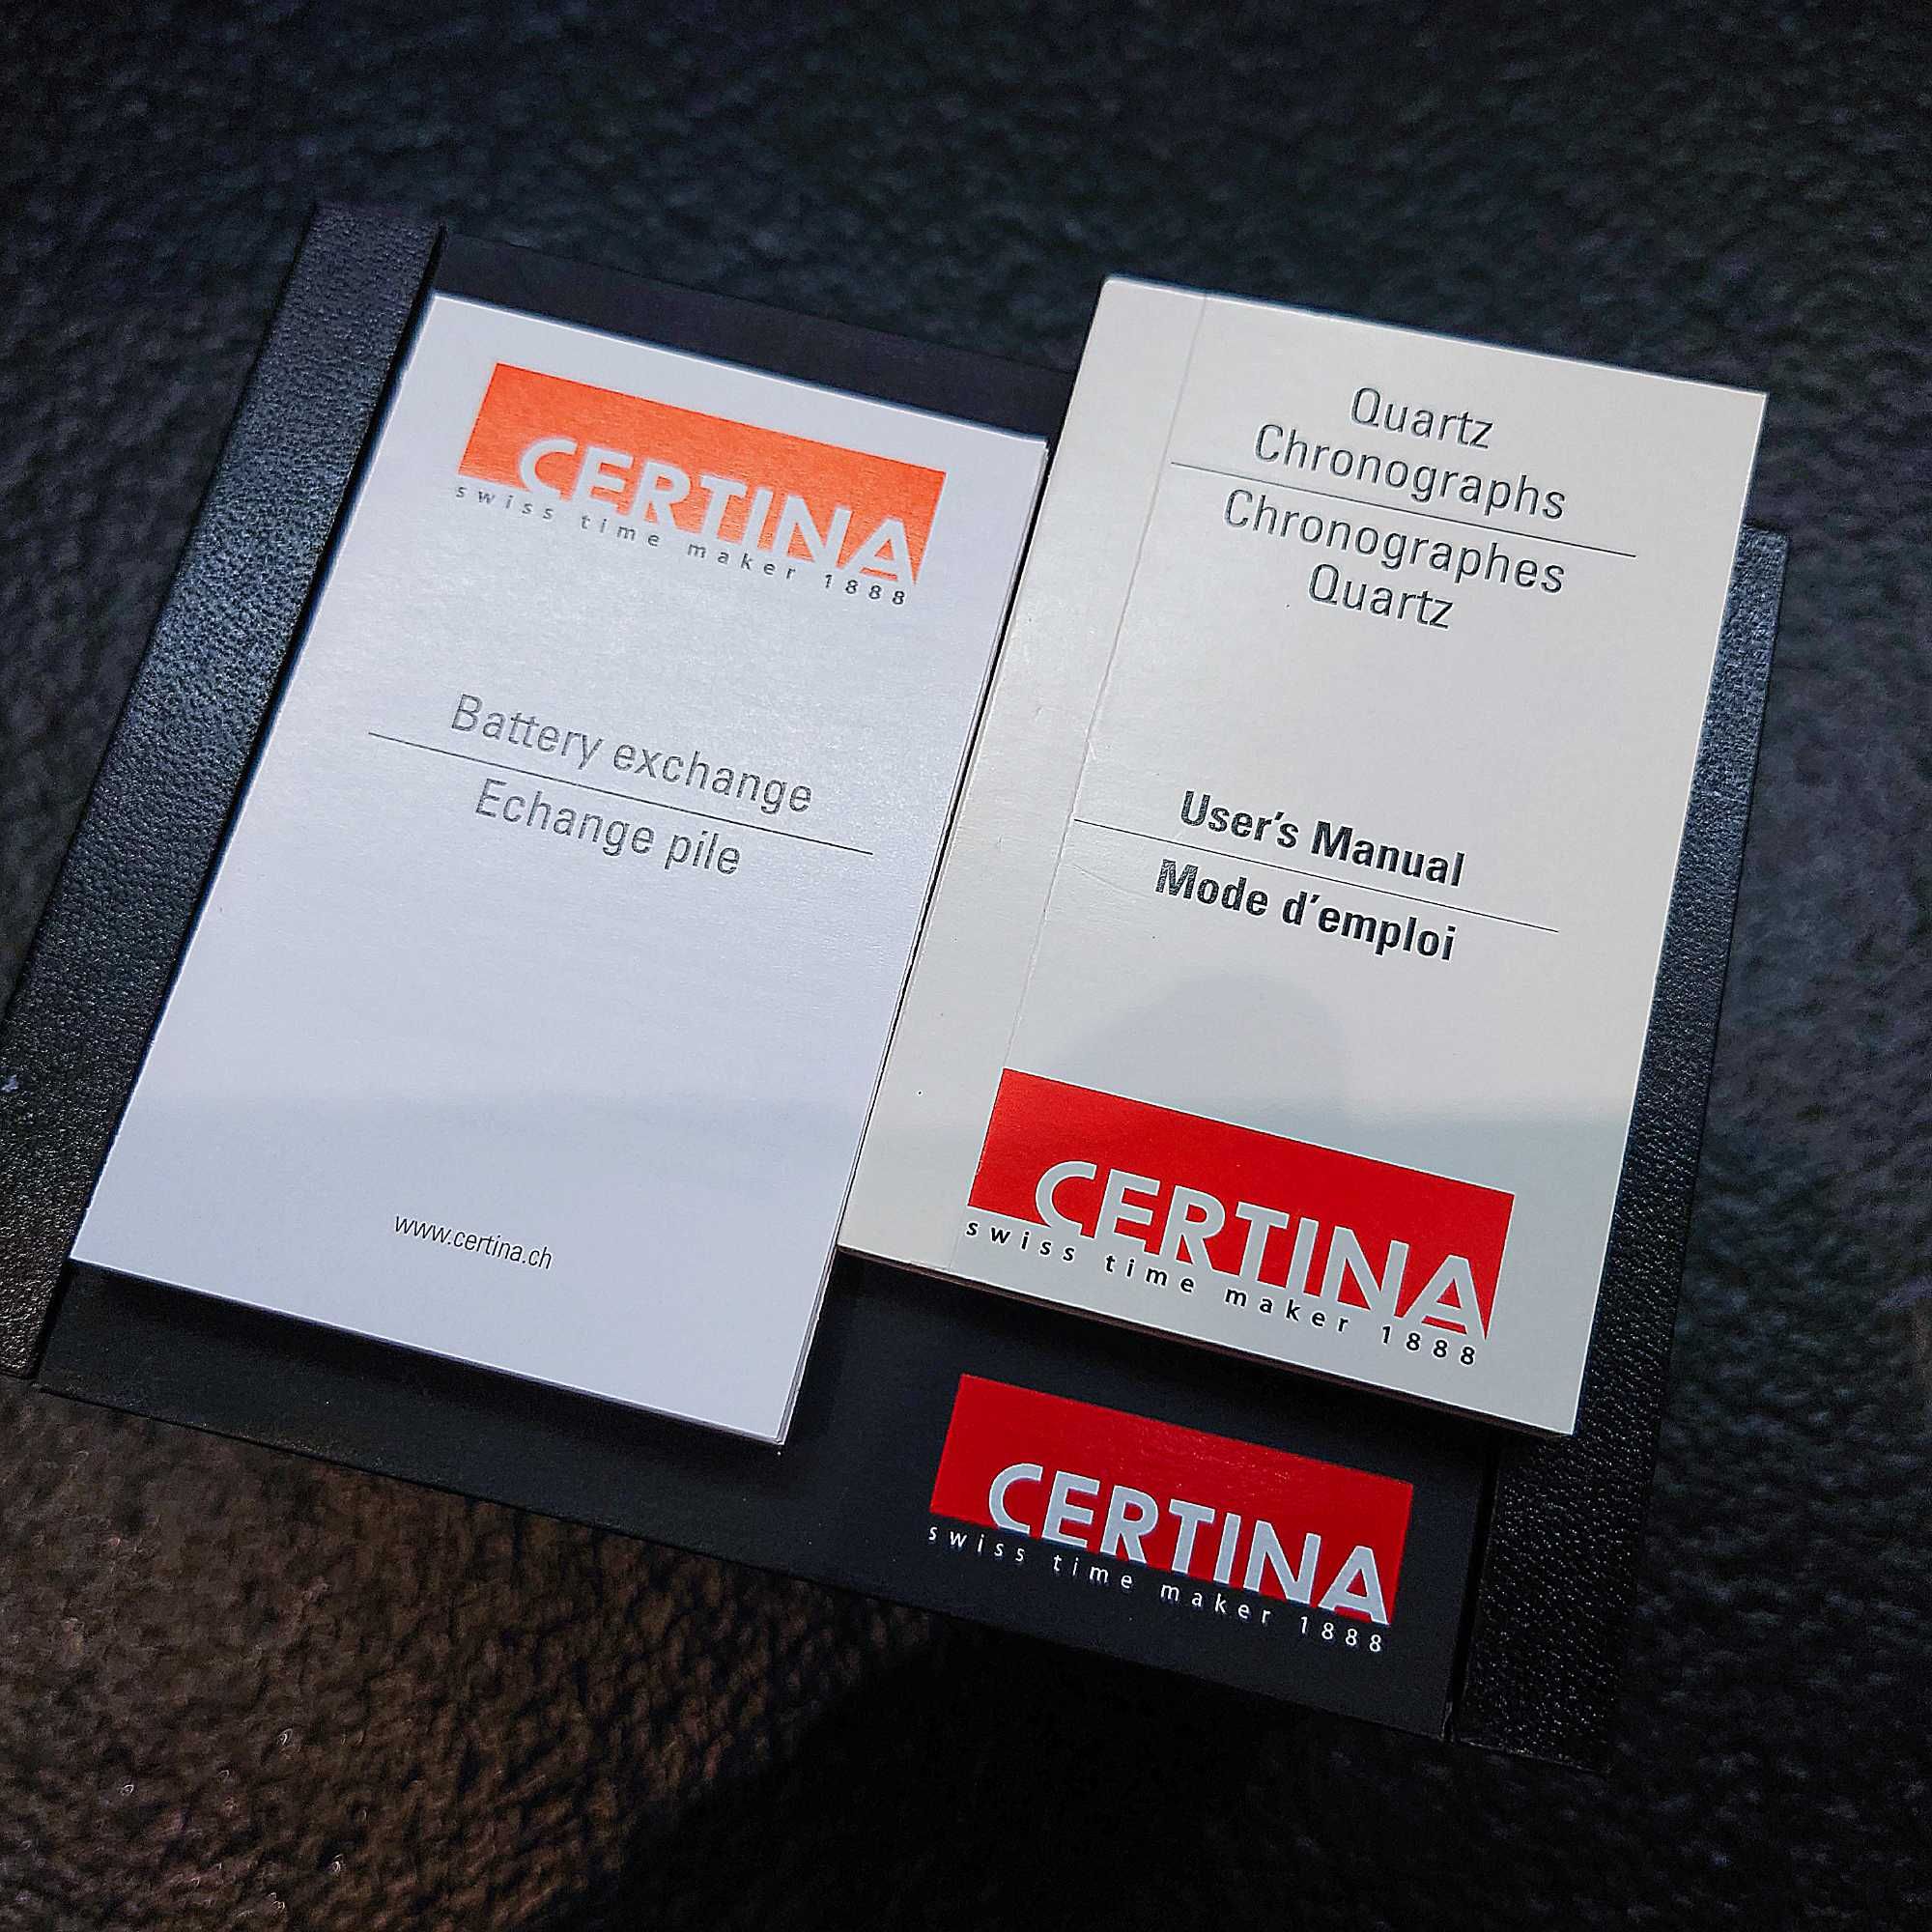 CERTINA
swiss time maker 1888
Battery exchange
Echange pile
www.certina.ch
Quartz
Chronographs
Chronographes
Quartz
User's Manual
Mode d'emploi
CERTINA
swiss time maker 1888
CERTINA
swiss time maker 1888